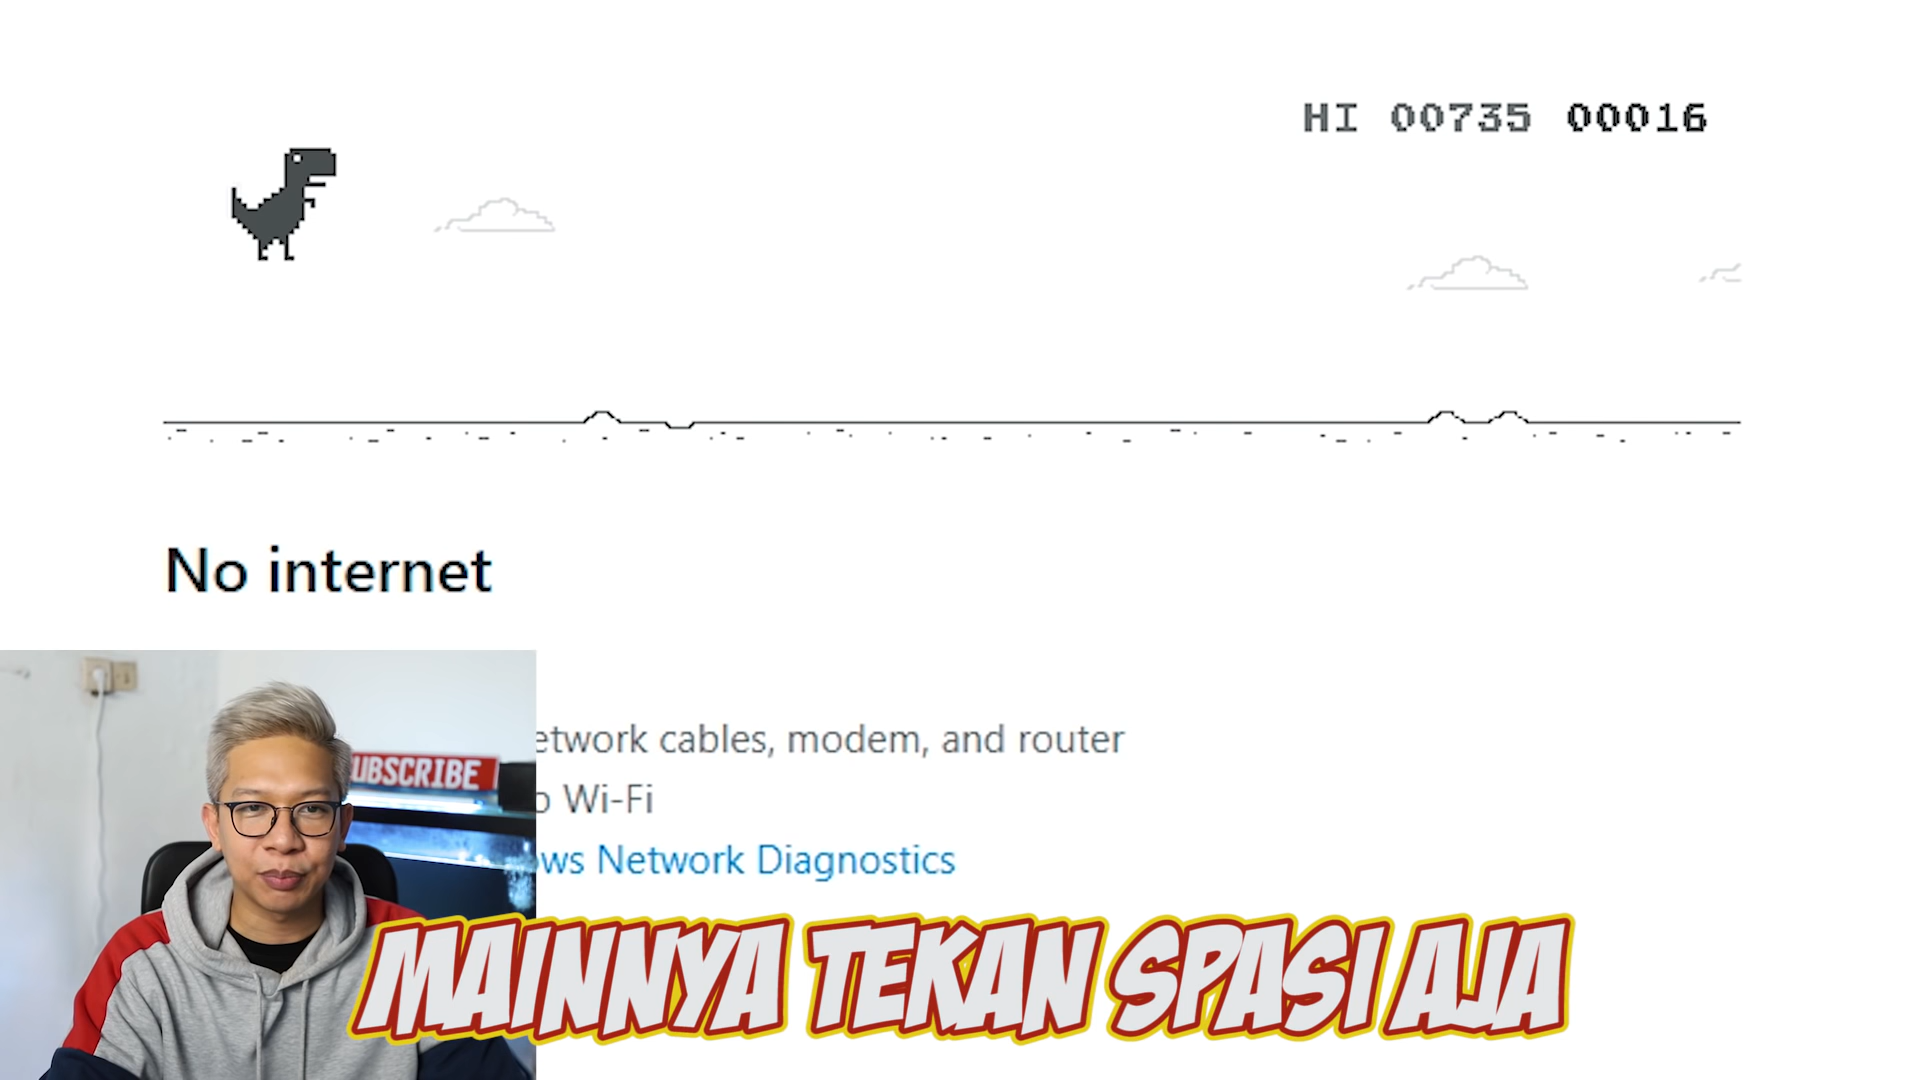 HI 00735 00016
No internet
etwork cables, modem, and router
o Wi-Fi
ows Network Diagnostics
UBSCRIBE
MAINNYA TEKAN SPASI AJA